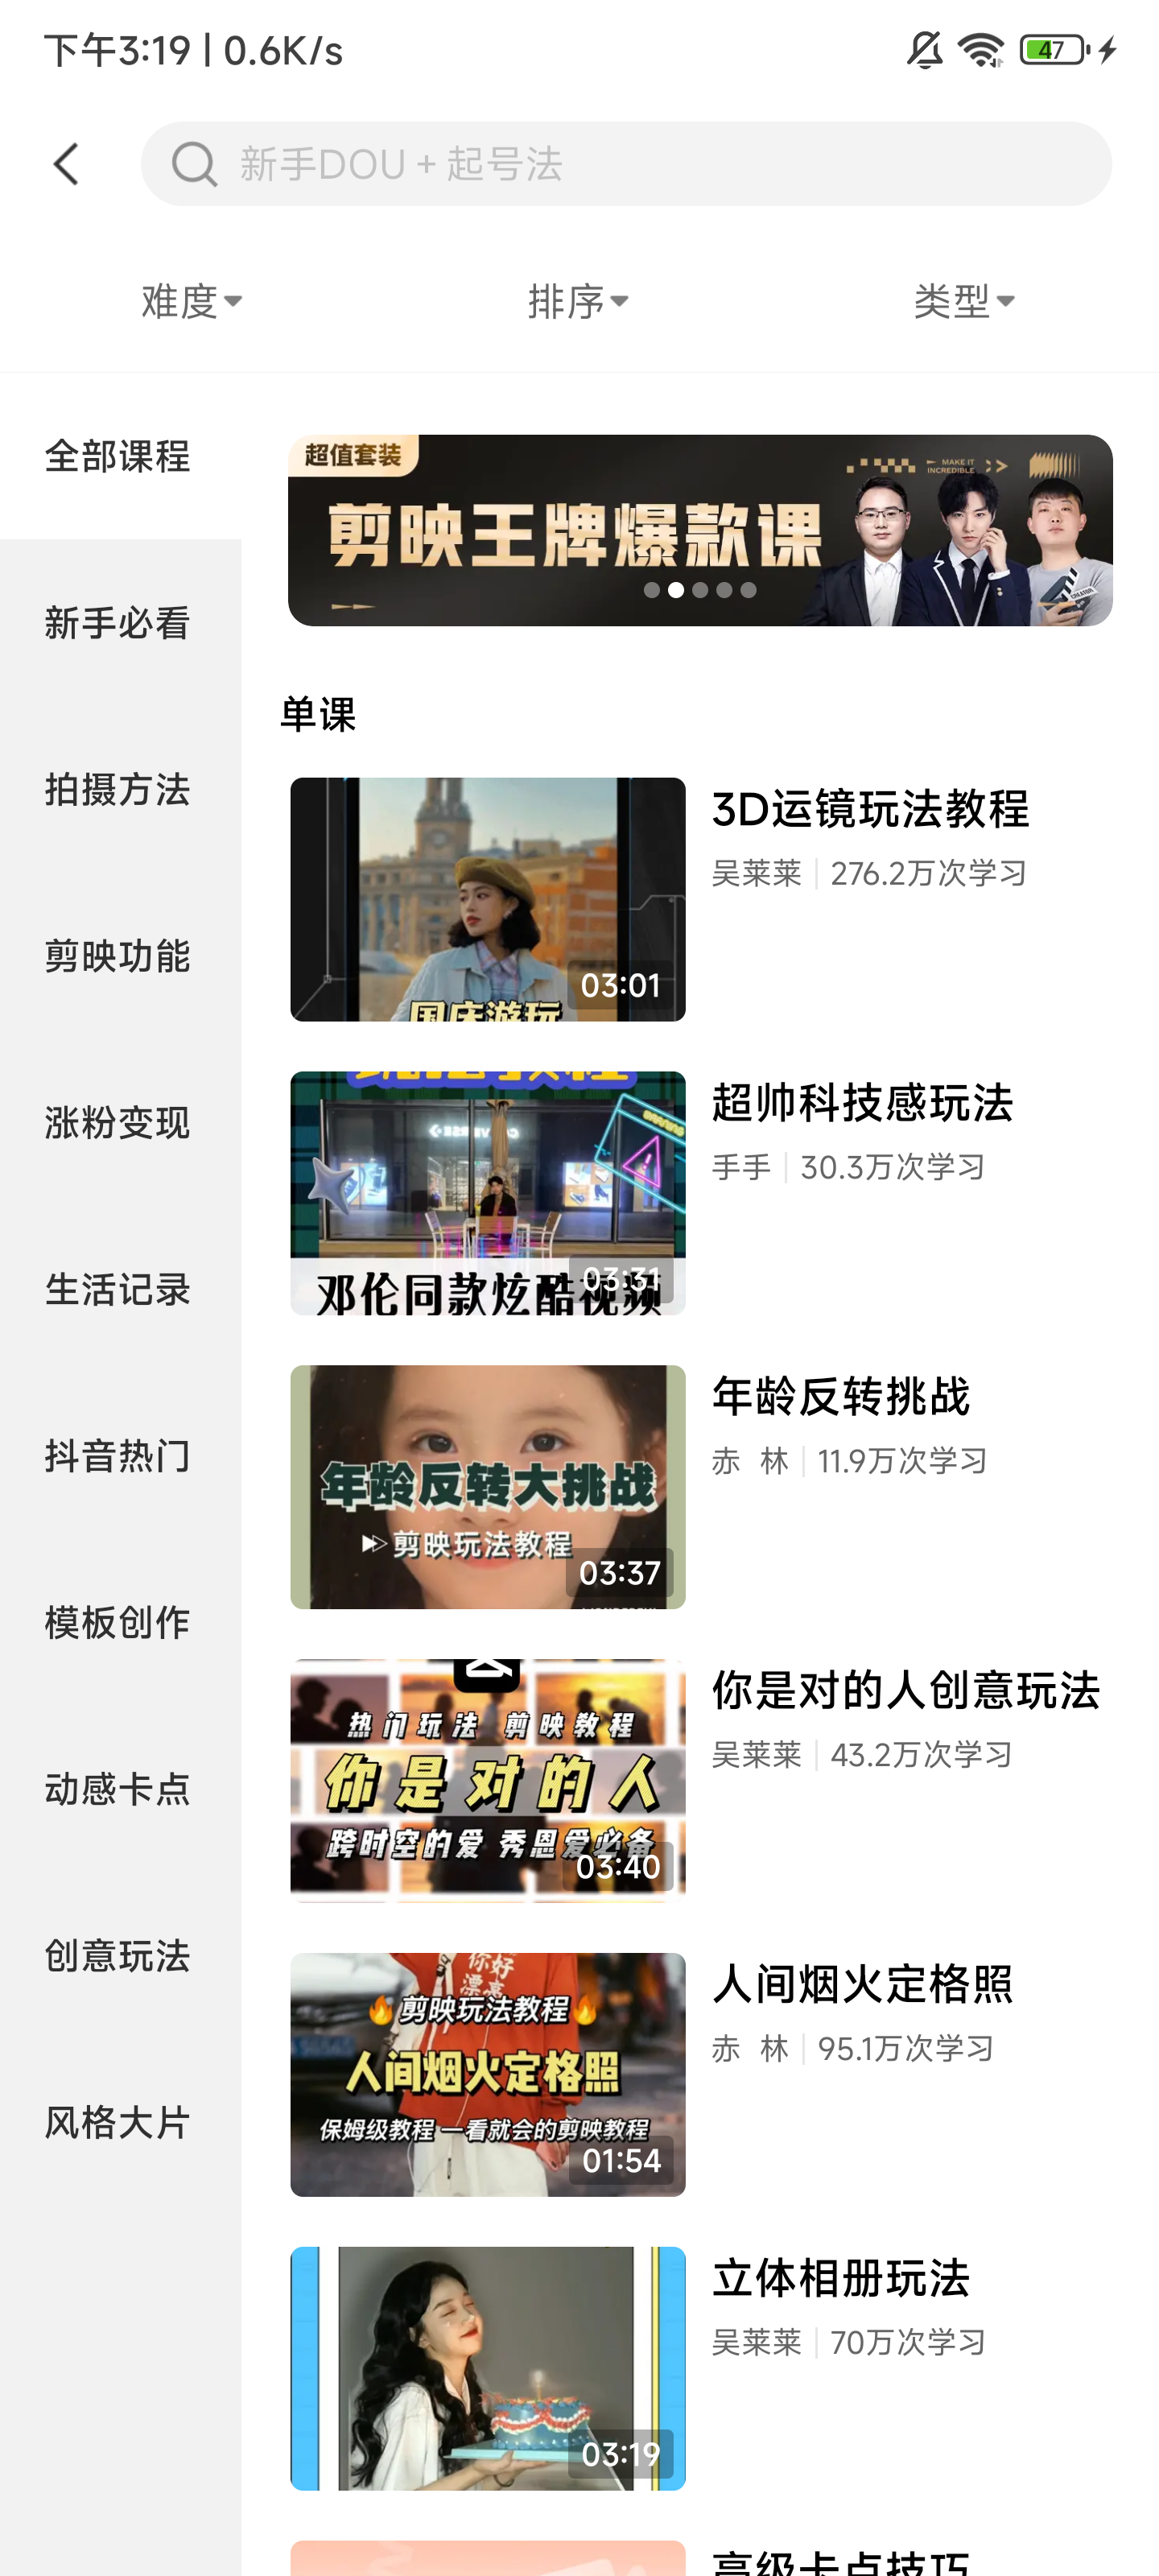 下午3:19 | 0.6K/s
47
新手DOU + 起号法
难度
排序
类型
全部课程
新手必看
拍摄方法
剪映功能
涨粉变现
生活记录
抖音热门
模板创作
动感卡点
创意玩法
风格大片
超值套装
MAKE IT
INCREDIBLE
剪映王牌爆款课
CREATOR
单课
国庆游玩
03:01
3D运镜玩法教程
吴莱莱 | 276.2万次学习
邓伦同款炫酷视频
03:31
超帅科技感玩法
手手 | 30.3万次学习
年龄反转大挑战
剪映玩法教程
03:37
年龄反转挑战
赤 林 | 11.9万次学习
热门玩法 剪映教程
你是对的人
跨时空的爱 秀恩爱必备
03:40
你是对的人创意玩法
吴莱莱 | 43.2万次学习
你好
漂亮
剪映玩法教程
人间烟火定格照
保姆级教程 一看就会的剪映教程
01:54
人间烟火定格照
赤 林 | 95.1万次学习
03:19
立体相册玩法
吴莱莱 | 70万次学习
高级卡点技巧